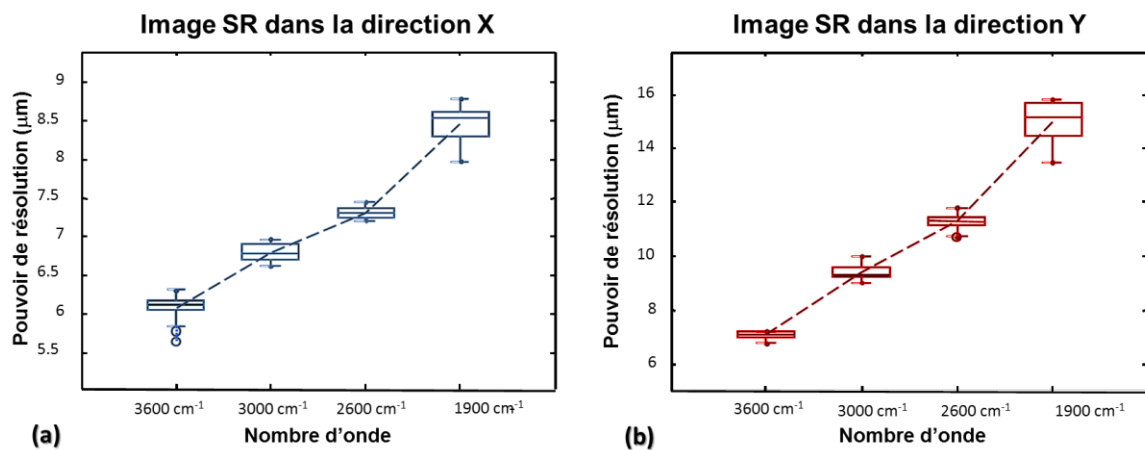 Image SR dans la direction X
Pouvoir de résolution (µm)
9
8.5
8
7.5
7
6.5
6
5.5
3600 cm⁻¹ 3000 cm⁻¹ 2600 cm⁻¹ 1900 cm⁻¹
Nombre d'onde
(a)
Image SR dans la direction Y
Pouvoir de résolution (µm)
16
14
12
10
8
6
3600 cm⁻¹ 3000 cm⁻¹ 2600 cm⁻¹ 1900 cm⁻¹
Nombre d'onde
(b)